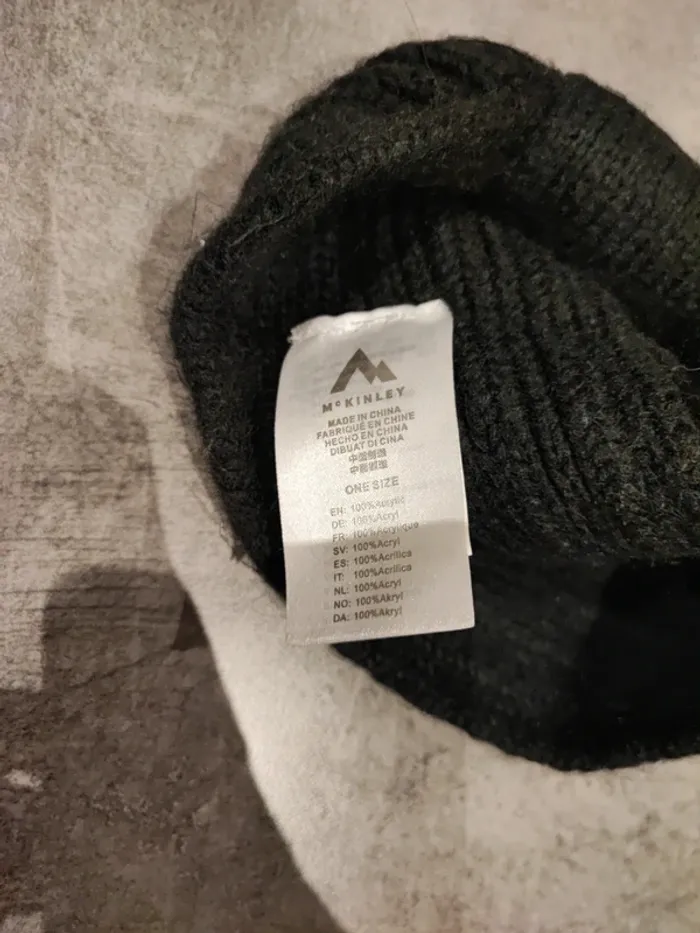 McKINLEY
MADE IN CHINA
FABRIQUÉ EN CHINE
HECHO EN CHINA
DIBUAT DI CINA
中国制造
中國製造
ONE SIZE
EN: 100%Acrylic
DE: 100%Acryl
FR: 100%Acrylique
SV: 100%Acryl
ES: 100%Acrílica
IT: 100%Acrilica
NL: 100%Acryl
NO: 100%Akryl
DA: 100%Akryl